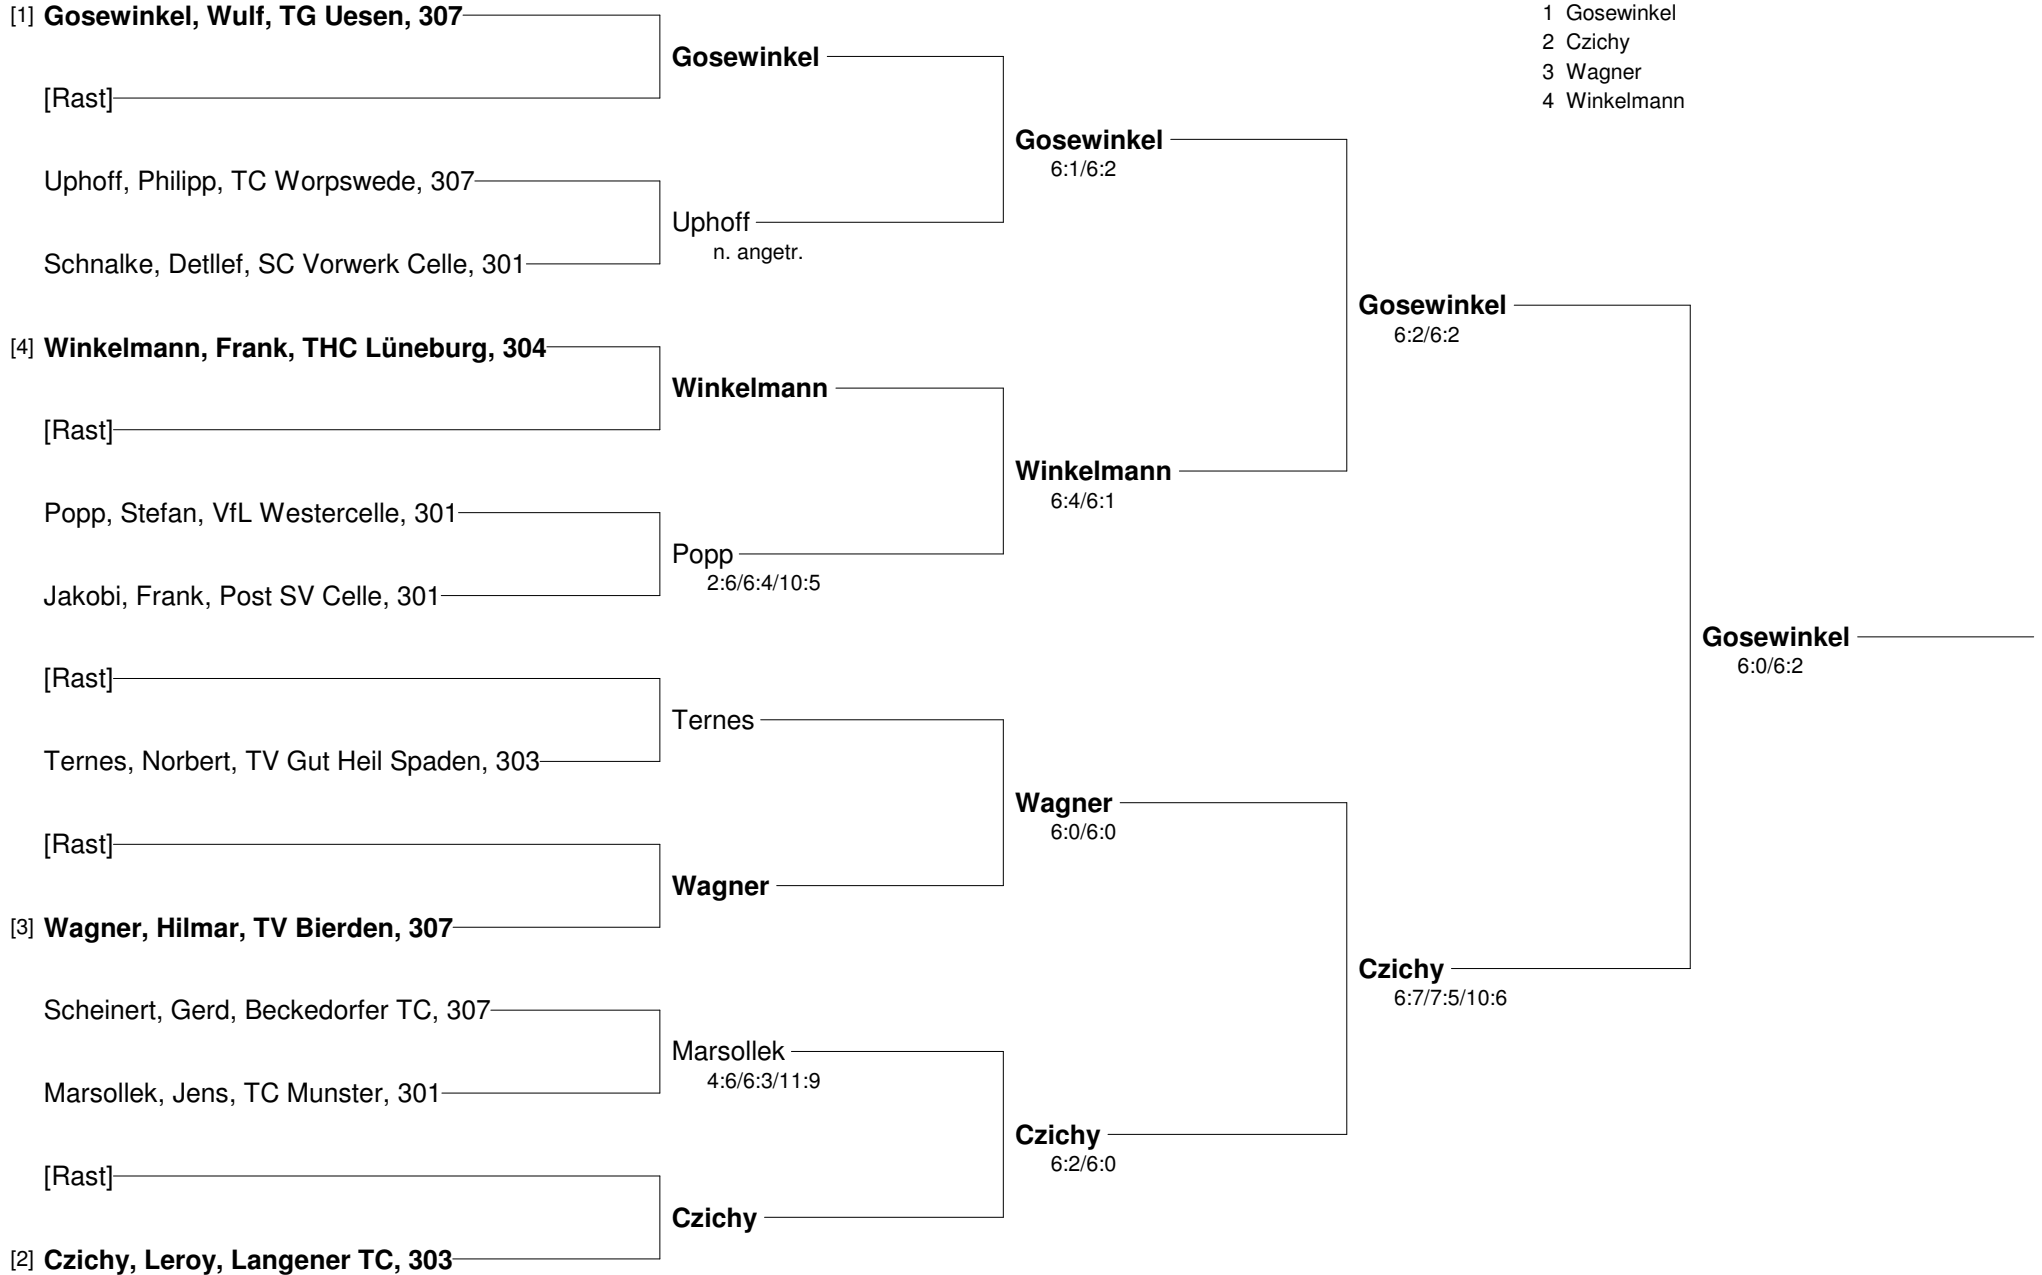 [1] Gosewinkel, Wulf, TG Uesen, 307
[Rast]
Uphoff, Philipp, TC Worpswede, 307
Schnalke, Detllef, SC Vorwerk Celle, 301
[4] Winkelmann, Frank, THC Lüneburg, 304
[Rast]
Popp, Stefan, VfL Westercelle, 301
Jakobi, Frank, Post SV Celle, 301
[Rast]
Ternes, Norbert, TV Gut Heil Spaden, 303
[Rast]
[3] Wagner, Hilmar, TV Bierden, 307
Scheinert, Gerd, Beckedorfer TC, 307
Marsollek, Jens, TC Munster, 301
[Rast]
[2] Czichy, Leroy, Langener TC, 303
Gosewinkel
Uphoff
n. angetr.
Winkelmann
Popp
2:6/6:4/10:5
Ternes
Wagner
Marsollek
4:6/6:3/11:9
Czichy
Gosewinkel
6:1/6:2
Winkelmann
6:4/6:1
Wagner
6:0/6:0
Czichy
6:2/6:0
Gosewinkel
6:2/6:2
Czichy
6:7/7:5/10:6
Gosewinkel
6:0/6:2
1 Gosewinkel
2 Czichy
3 Wagner
4 Winkelmann